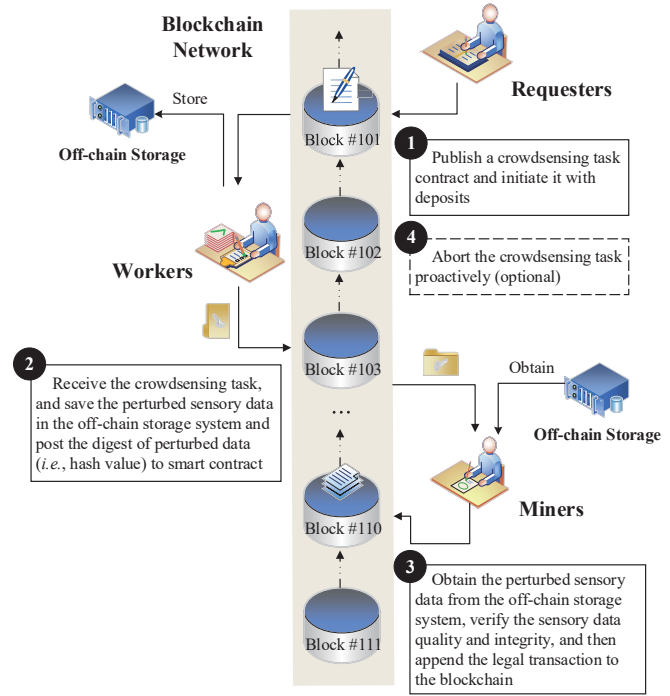 Blockchain
Network
Requesters
Store
Off-chain Storage
Block #101
1
Publish a crowdsensing task
contract and initiate it with
deposits
Workers
Block #102
4
Abort the crowdsensing task
proactively (optional)
Block #103
2
Receive the crowdsensing task,
and save the perturbed sensory data
in the off-chain storage system and
post the digest of perturbed data
(i.e., hash value) to smart contract
Obtain
Off-chain Storage
...
Miners
Block #110
3
Obtain the perturbed sensory
data from the off-chain storage
system, verify the sensory data
quality and integrity, and then
append the legal transaction to
the blockchain
Block #111